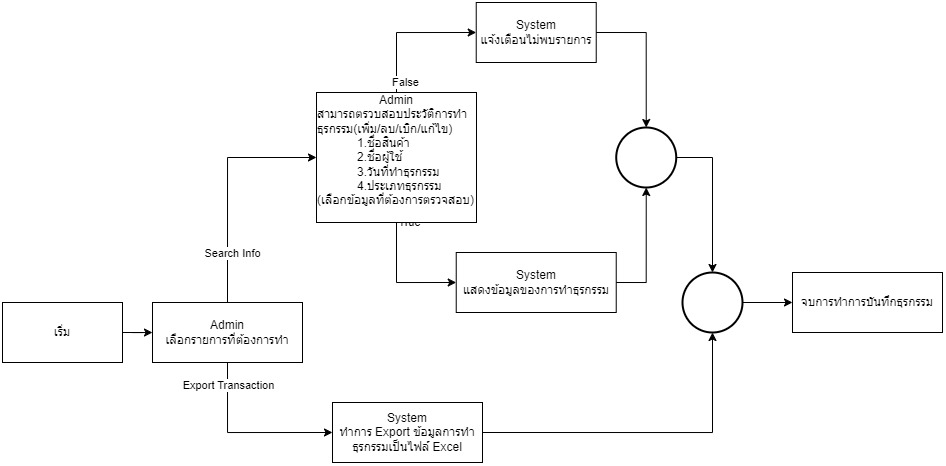 System
แจ้งเตือนไม่พบรายการ
False
Admin
สามารถตรวบสอบประวัติการทำ
ธุรกรรม(เพิ่ม/ลบ/เบิก/แก้ไข)
1.ชื่อสินค้า
2.ชื่อผู้ใช้
3.วันที่ทำธุรกรรม
4.ประเภทธุรกรรม
(เลือกข้อมูลที่ต้องการตรวจสอบ)
True
Search Info
System
แสดงข้อมูลของการทำธุรกรรม
เริ่ม
Admin
เลือกรายการที่ต้องการทำ
จบการทำการบันทึกธุรกรรม
Export Transaction
System
ทำการ Export ข้อมูลการทำ
ธุรกรรมเป็นไฟล์ Excel